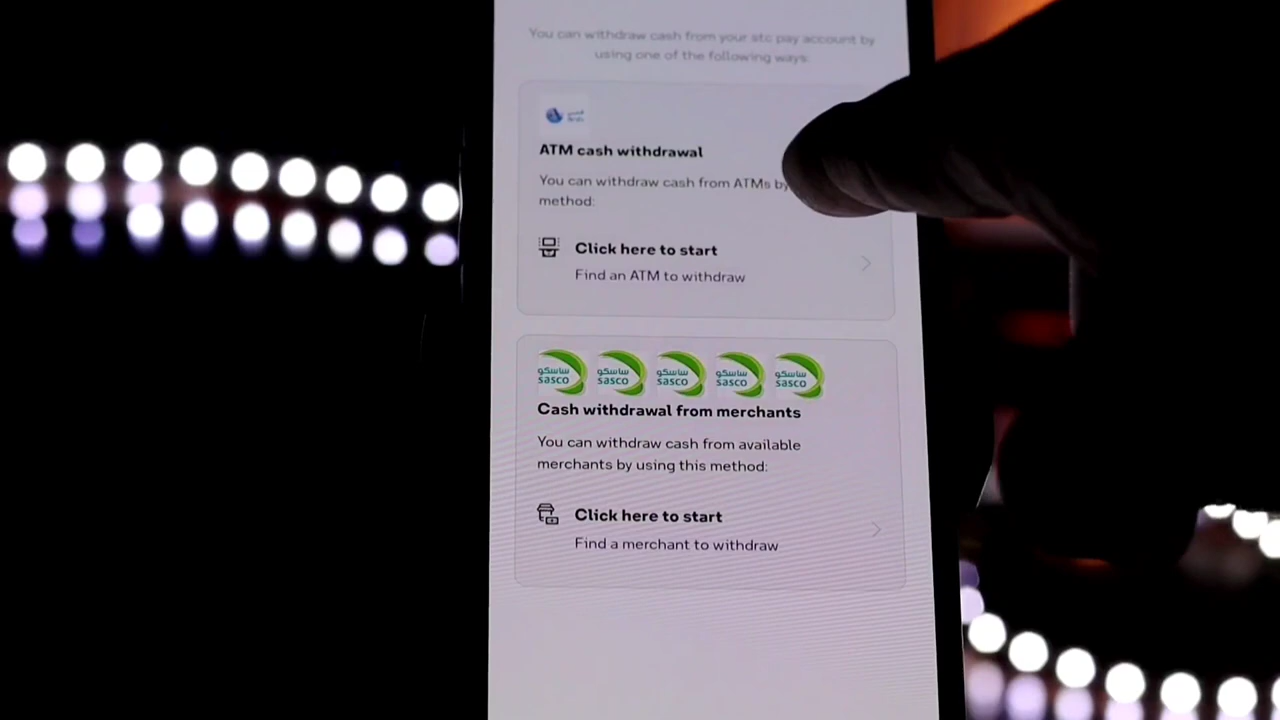 You can withdraw cash from your stc pay account by
using one of the following ways:
ATM cash withdrawal
You can withdraw cash from ATMs by
method:
Click here to start
Find an ATM to withdraw
ساسكو ساسكو ساسكو ساسكو ساسكو
sasco sasco sasco sasco sasco
Cash withdrawal from merchants
You can withdraw cash from available
merchants by using this method:
Click here to start
Find a merchant to withdraw